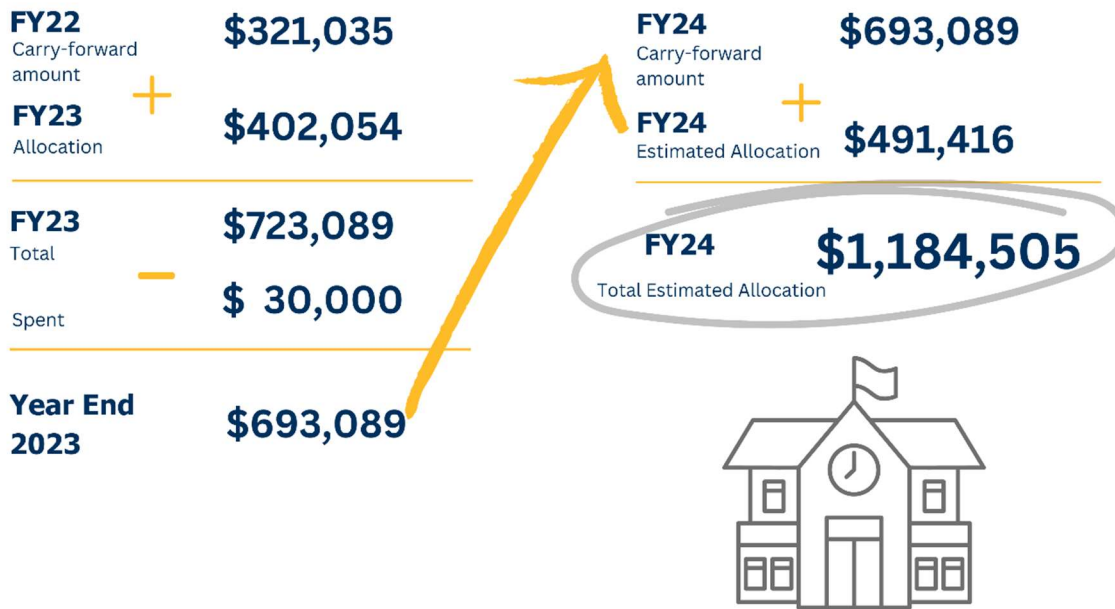 FY22
Carry-forward
amount
$321,035
+
FY23
Allocation
$402,054
FY23
Total
$723,089
−
Spent
$ 30,000
Year End
2023
$693,089
FY24
Carry-forward
amount
$693,089
+
FY24
Estimated Allocation
$491,416
FY24
Total Estimated Allocation
$1,184,505